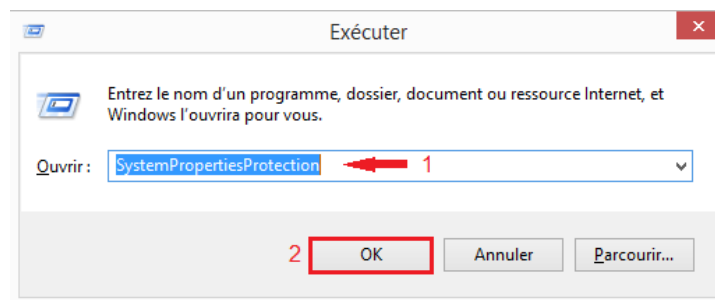 Exécuter
Entrez le nom d'un programme, dossier, document ou ressource Internet, et
Windows l'ouvrira pour vous.
Ouvrir : SystemPropertiesProtection 1
2 OK Annuler Parcourir...